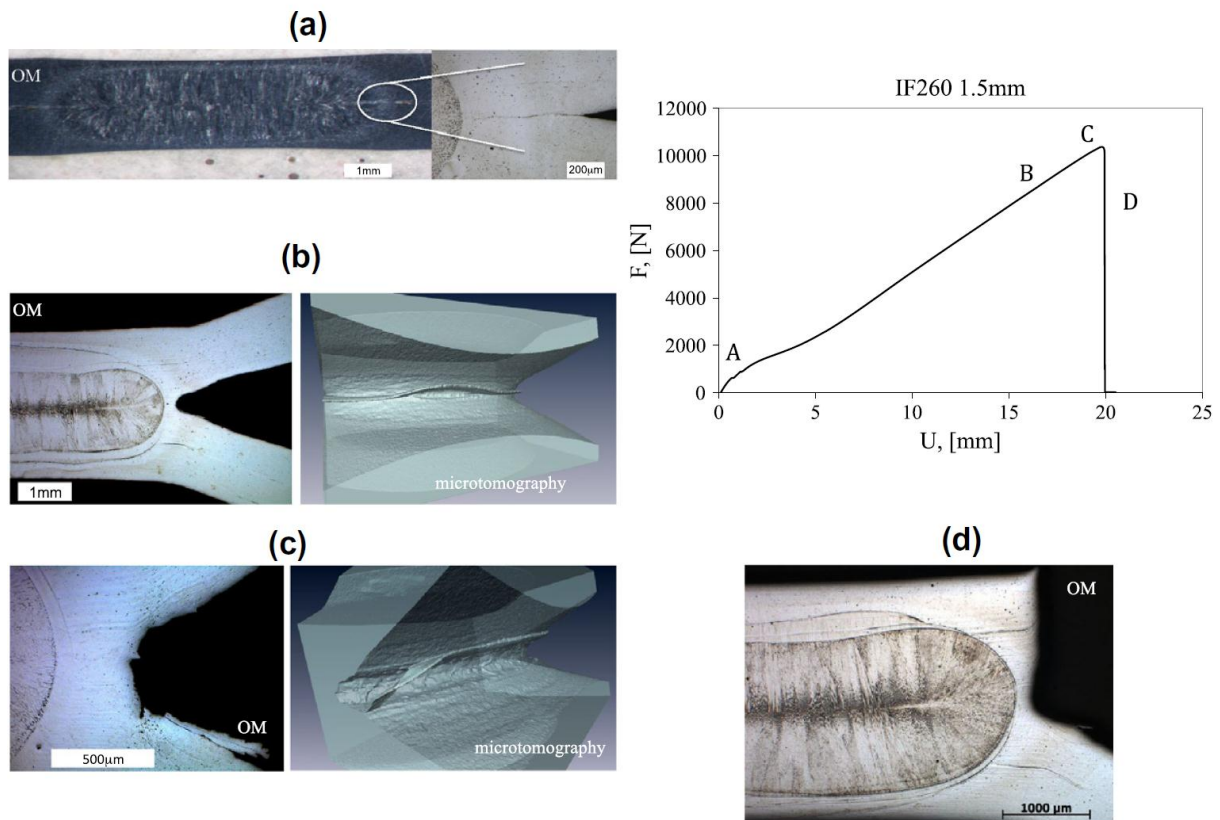 (a)
OM
1mm
200μm
(b)
OM
1mm
microtomography
(c)
OM
500μm
microtomography
IF260 1.5mm
F, [N]
12000
10000
8000
6000
4000
2000
0
A
B
C
D
0 5 10 15 20 25
U, [mm]
(d)
OM
1000 μm